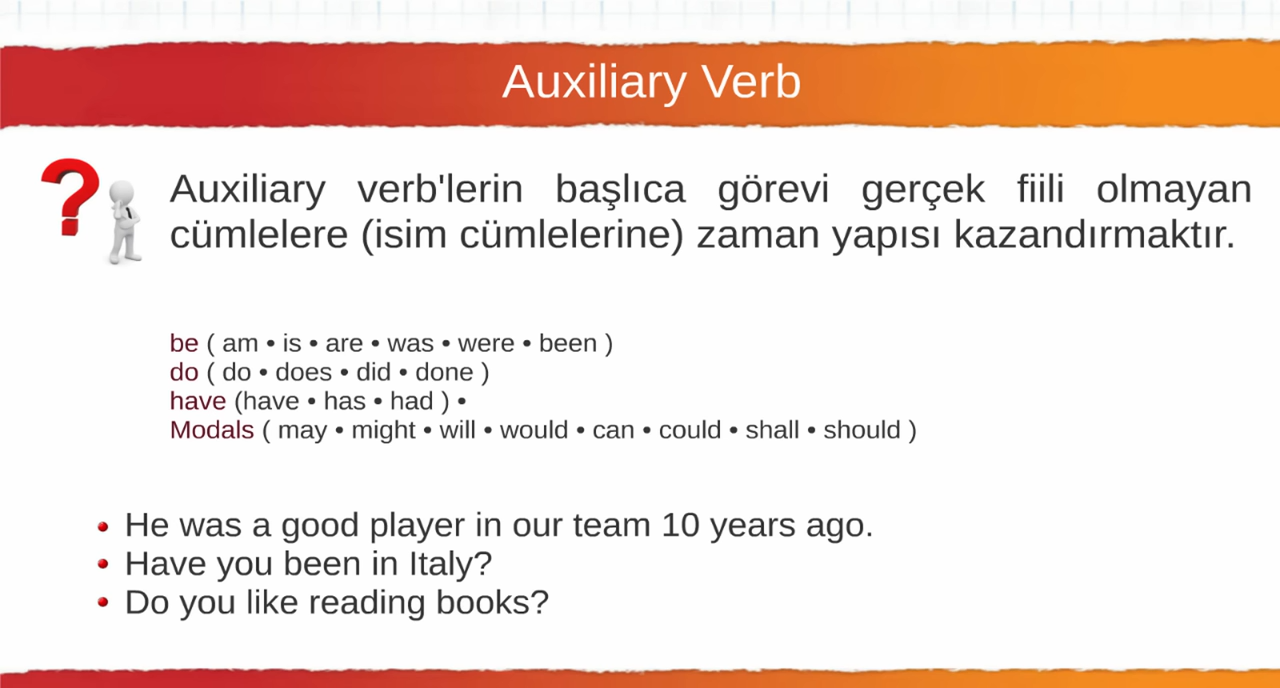 Auxiliary Verb
Auxiliary verb'lerin başlıca görevi gerçek fiili olmayan
cümlelere (isim cümlelerine) zaman yapısı kazandırmaktır.
be ( am • is • are • was • were • been )
do ( do • does • did • done )
have (have • has • had ) •
Modals ( may • might • will • would • can • could • shall • should )
• He was a good player in our team 10 years ago.
• Have you been in Italy?
• Do you like reading books?